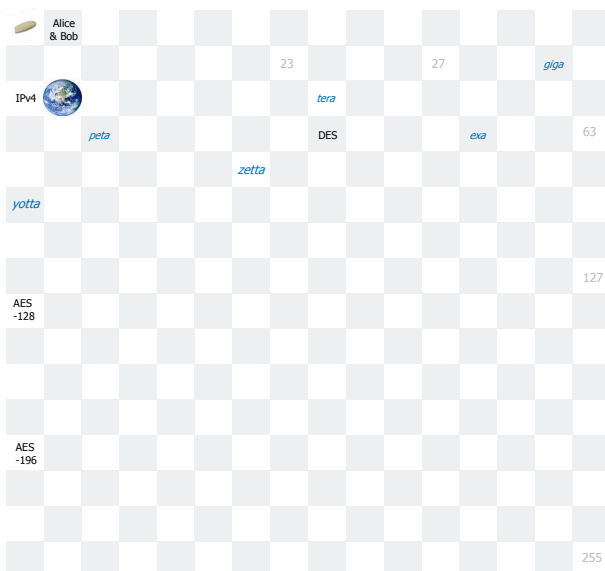 Alice
& Bob
23
27
giga
IPv4
tera
peta
DES
exa
63
zetta
yotta
127
AES
-128
AES
-196
255